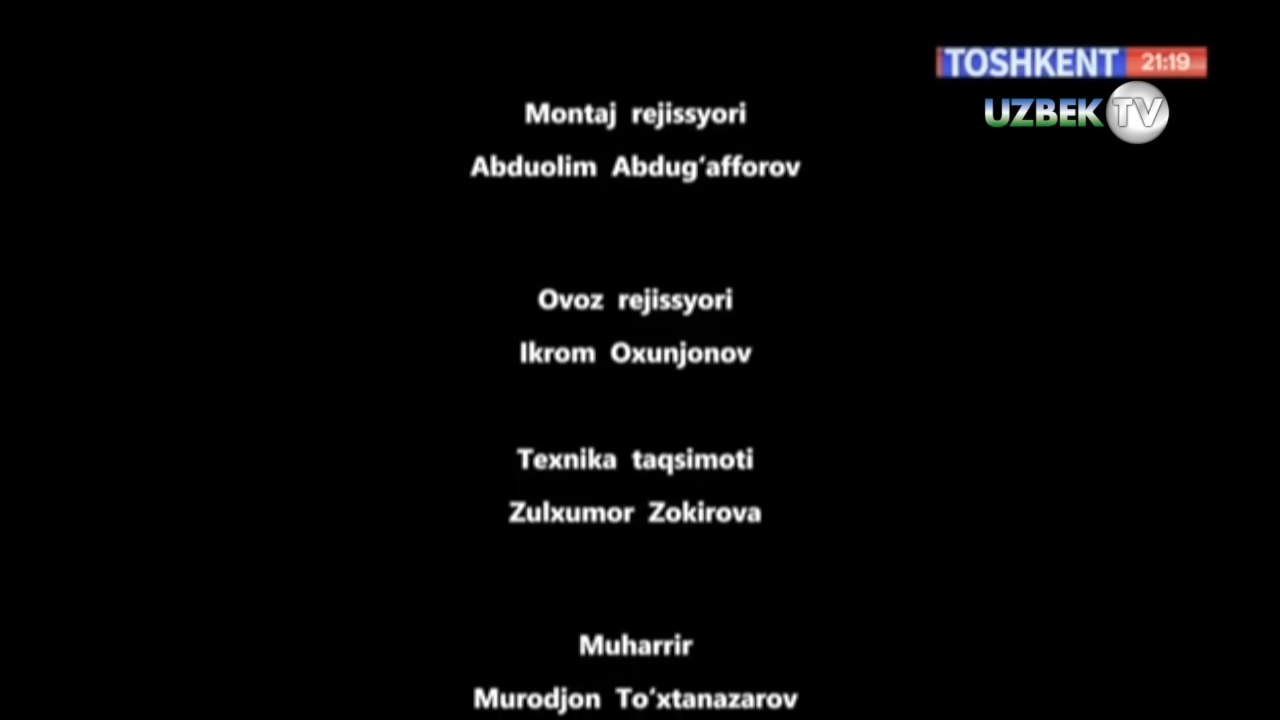 TOSHKENT 21:19
UZBEK TV
Montaj rejissyori
Abduolim Abdug‘afforov
Ovoz rejissyori
Ikrom Oxunjonov
Texnika taqsimoti
Zulxumor Zokirova
Muharrir
Murodjon To‘xtanazarov